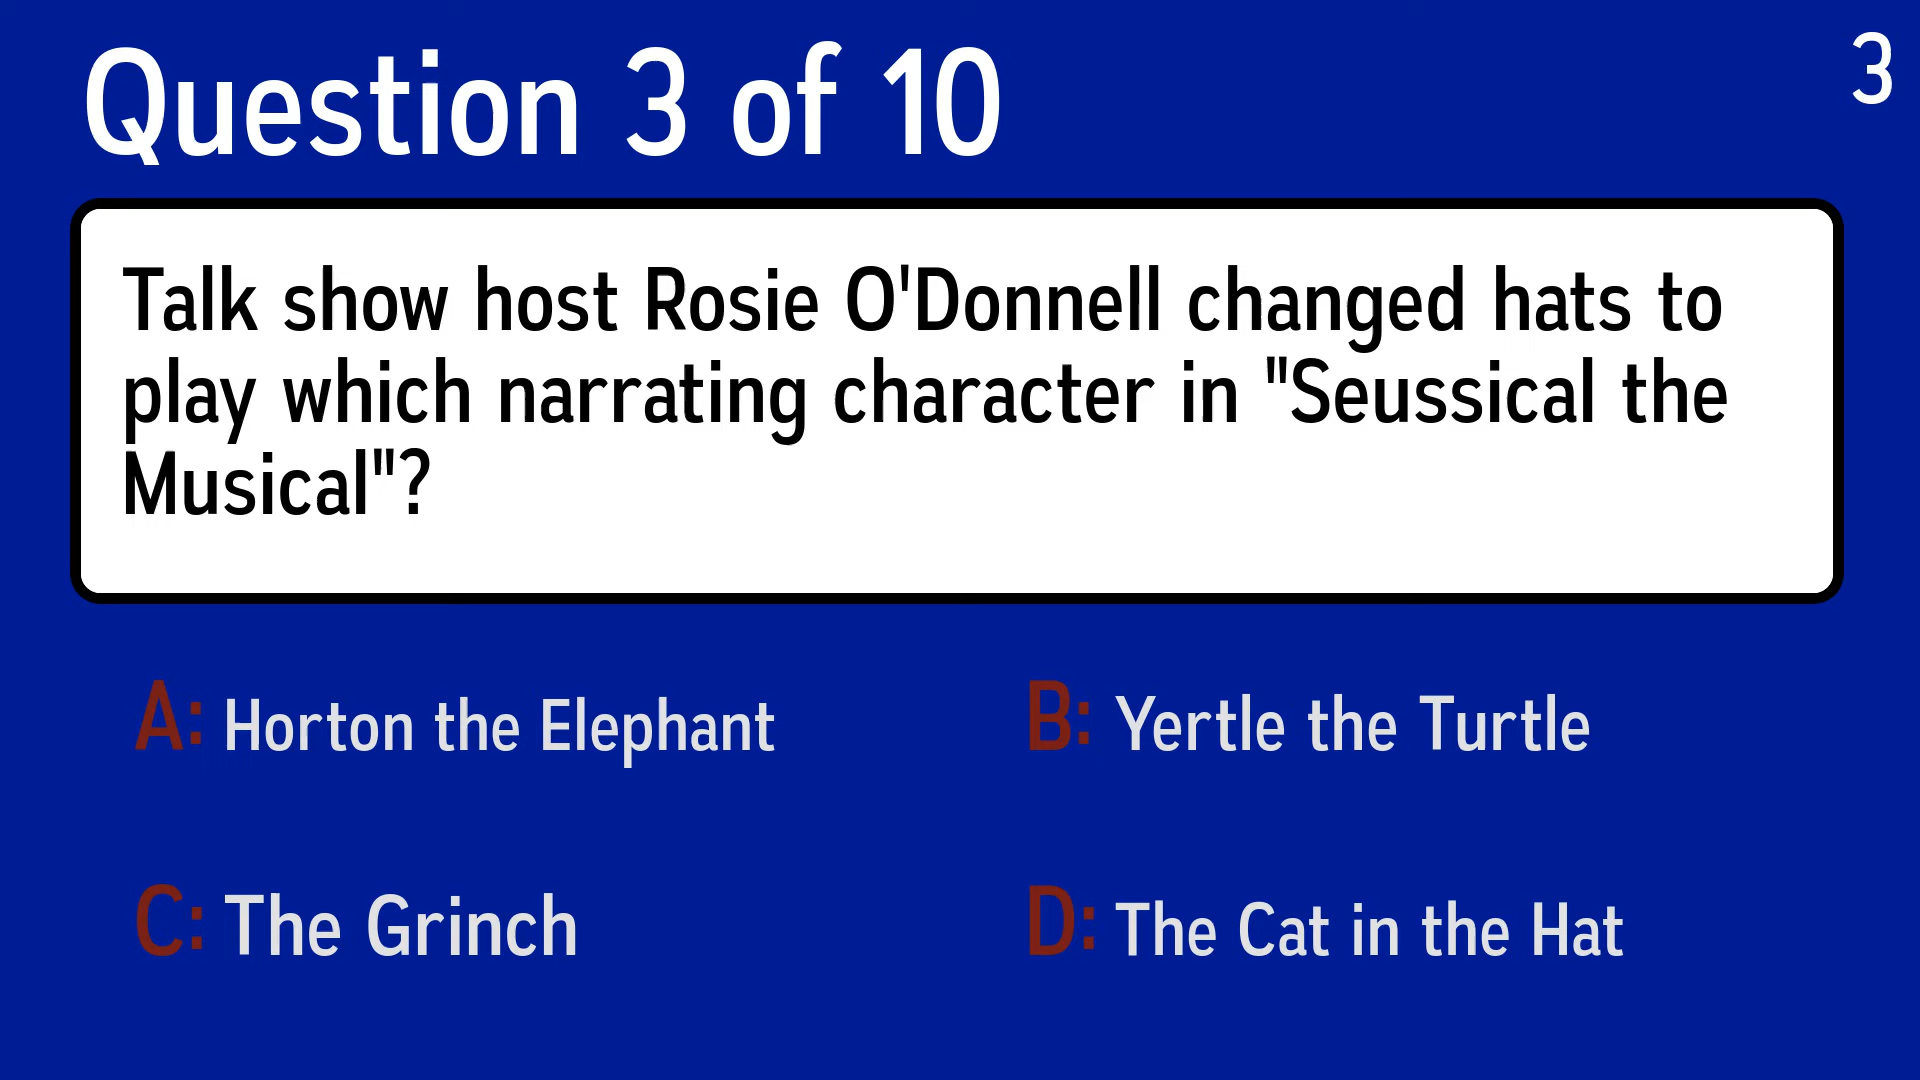 Question 3 of 10
3
Talk show host Rosie O'Donnell changed hats to
play which narrating character in "Seussical the
Musical"?
A: Horton the Elephant
B: Yertle the Turtle
C: The Grinch
D: The Cat in the Hat